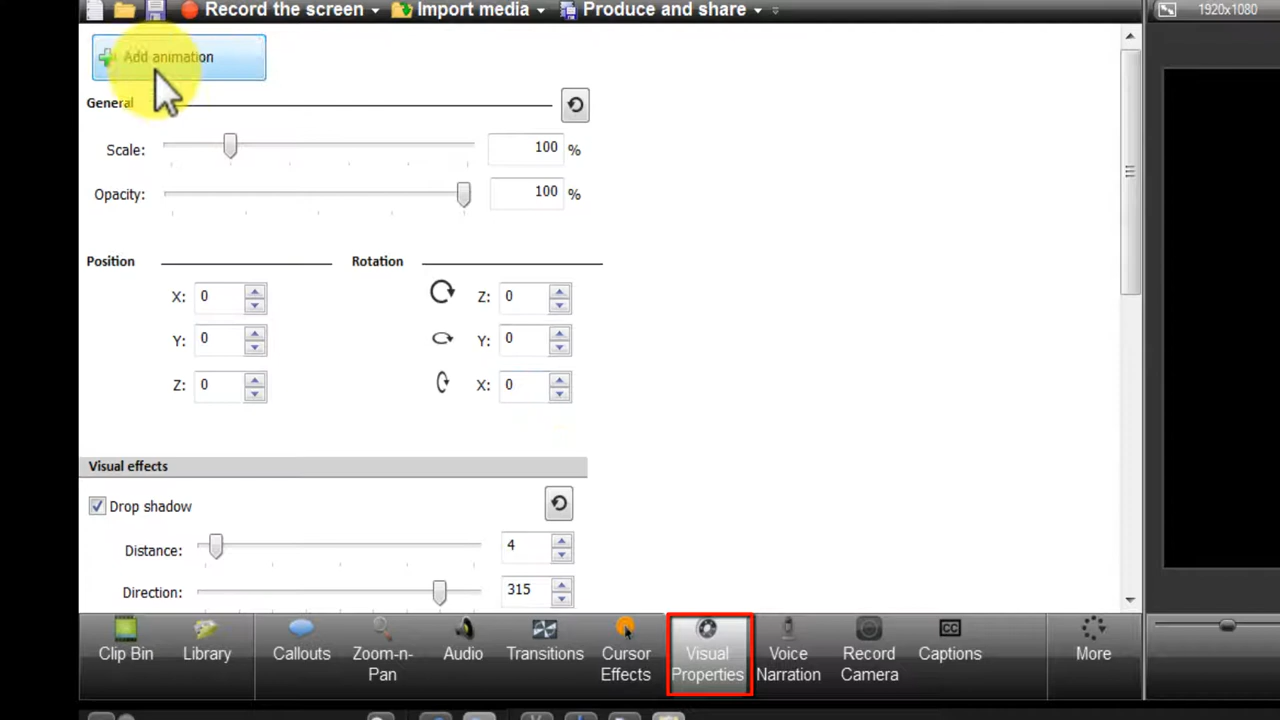 Record the screen Import media Produce and share 1920x1080
Add animation
General
Scale: 100 %
Opacity: 100 %
Position Rotation
X: 0 Z: 0
Y: 0 Y: 0
Z: 0 X: 0
Visual effects
Drop shadow
Distance: 4
Direction: 315
CC
Clip Bin Library Callouts Zoom-n-Pan Audio Transitions Cursor Effects Visual Properties Voice Narration Record Camera Captions More